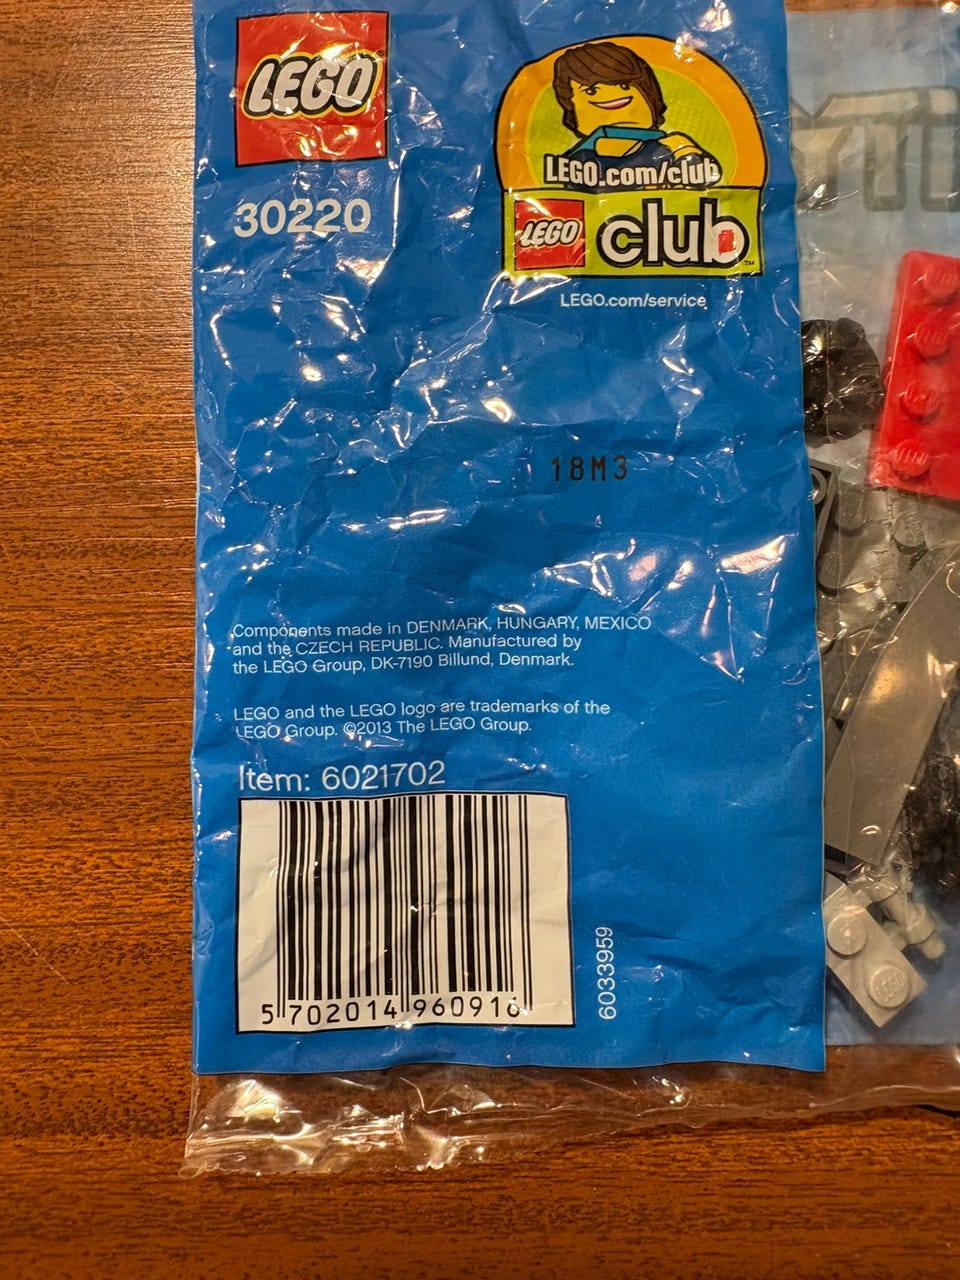 LEGO
30220
LEGO.com/club
LEGO club™
LEGO.com/service
18M3
Components made in DENMARK, HUNGARY, MEXICO
and the CZECH REPUBLIC. Manufactured by
the LEGO Group, DK-7190 Billund, Denmark.
LEGO and the LEGO logo are trademarks of the
LEGO Group. ©2013 The LEGO Group.
Item: 6021702
5 702014 960916
6033959
LEGO